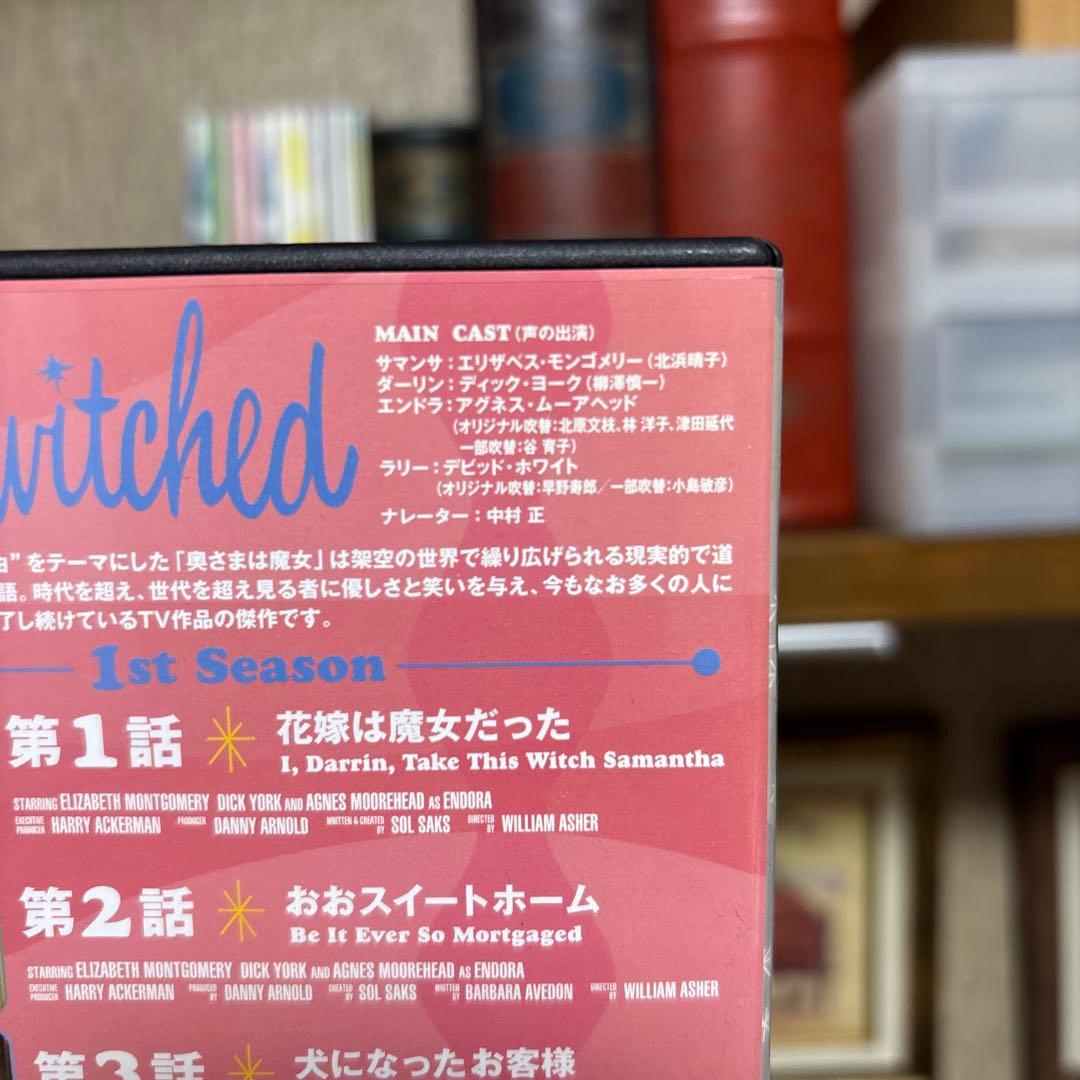 witched
MAIN CAST(声の出演)
サマンサ:エリザベス・モンゴメリー(北浜晴子)
ダーリン:ディック・ヨーク(柳澤慎一)
エンドラ:アグネス・ムーアヘッド
(オリジナル吹替:北原文枝、林 洋子、津田延代
一部吹替:谷 育子)
ラリー:デビッド・ホワイト
(オリジナル吹替:早野寿郎/一部吹替:小島敏彦)
ナレーター:中村 正
”をテーマにした「奥さまは魔女」は架空の世界で繰り広げられる現実的で道
語。時代を超え、世代を超え見る者に優しさと笑いを与え、今もなお多くの人に
了し続けているTV作品の傑作です。
1st Season
第1話 花嫁は魔女だった
I, Darrin, Take This Witch Samantha
STARRING ELIZABETH MONTGOMERY DICK YORK AND AGNES MOOREHEAD AS ENDORA
EXECUTIVE PRODUCER HARRY ACKERMAN PRODUCER DANNY ARNOLD WRITTEN & CREATED BY SOL SAKS DIRECTED BY WILLIAM ASHER
第2話 おおスイートホーム
Be It Ever So Mortgaged
STARRING ELIZABETH MONTGOMERY DICK YORK AND AGNES MOOREHEAD AS ENDORA
EXECUTIVE PRODUCER HARRY ACKERMAN PRODUCED BY DANNY ARNOLD CREATED BY SOL SAKS WRITTEN BY BARBARA AVEDON DIRECTED BY WILLIAM ASHER
第3話 犬になったお客様